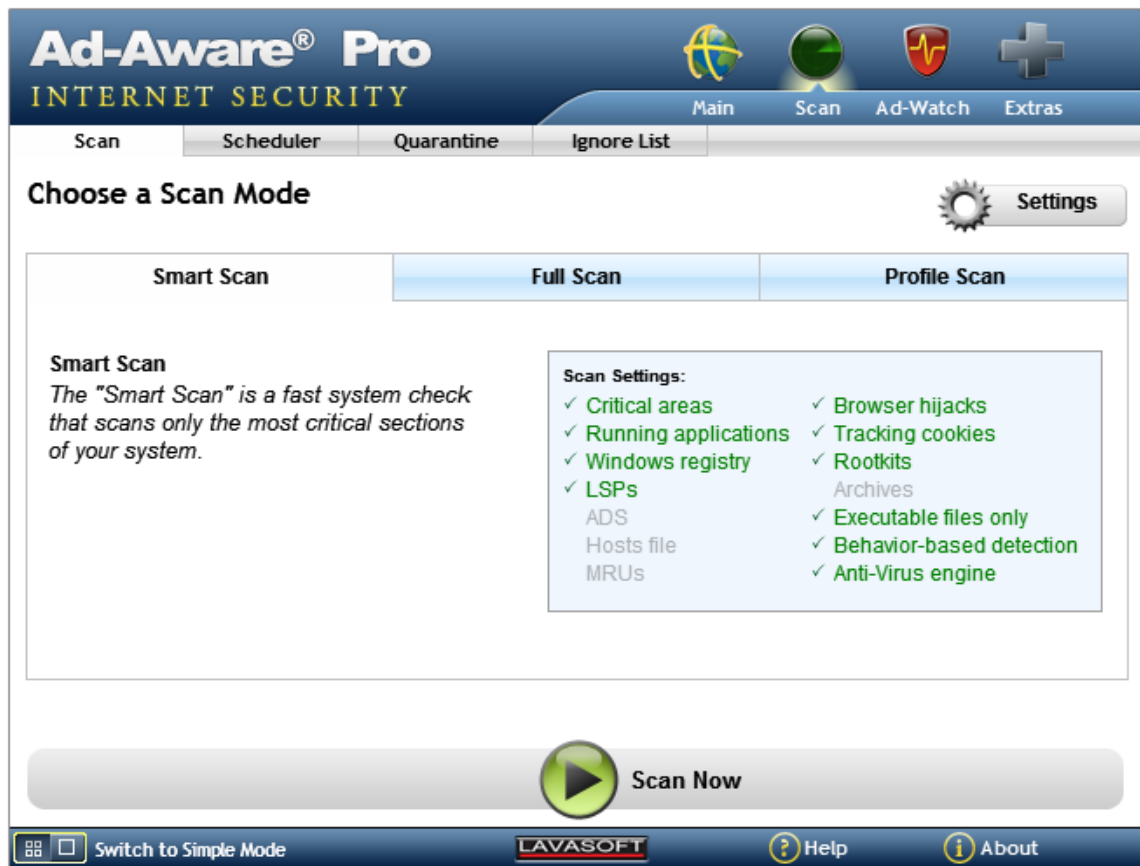 Ad-Aware® Pro
INTERNET SECURITY
Main Scan Ad-Watch Extras
Scan Scheduler Quarantine Ignore List
Choose a Scan Mode
Settings
Smart Scan Full Scan Profile Scan
Smart Scan
The "Smart Scan" is a fast system check
that scans only the most critical sections
of your system.
Scan Settings:
✓ Critical areas ✓ Browser hijacks
✓ Running applications ✓ Tracking cookies
✓ Windows registry ✓ Rootkits
✓ LSPs Archives
ADS ✓ Executable files only
Hosts file ✓ Behavior-based detection
MRUs ✓ Anti-Virus engine
Scan Now
Switch to Simple Mode LAVASOFT ? Help i About